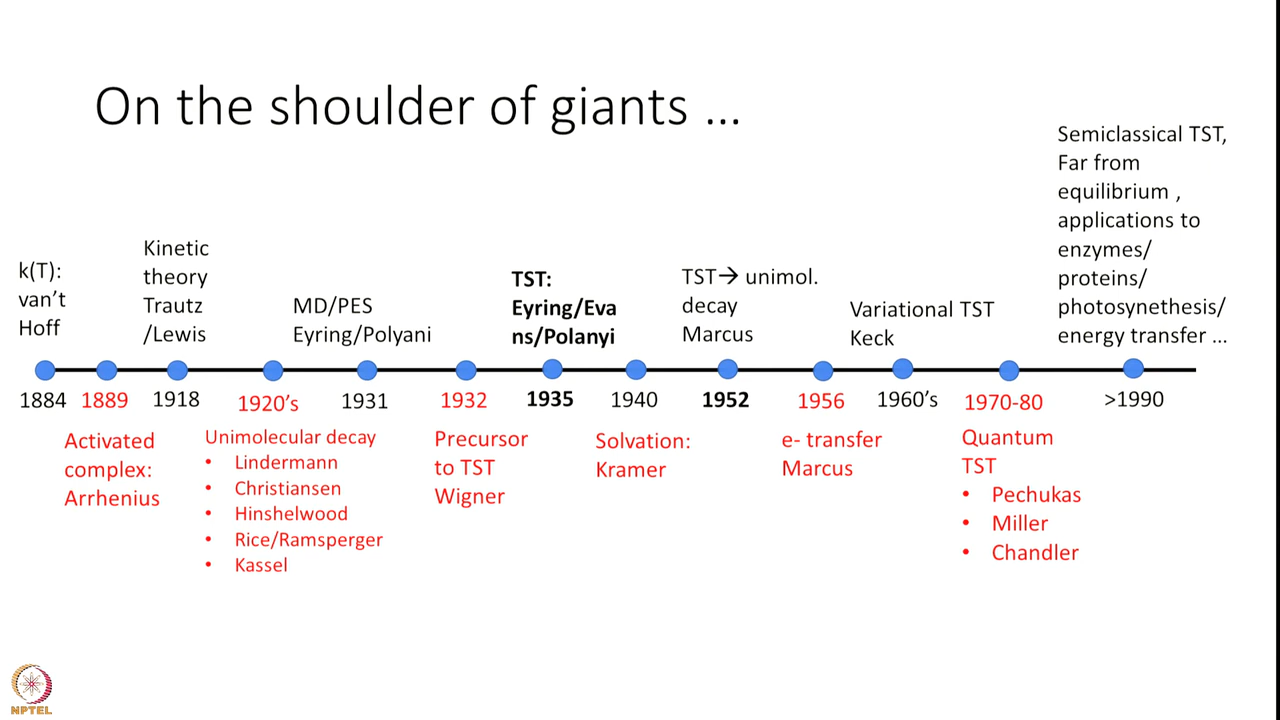 On the shoulder of giants ...
k(T):
van't
Hoff
1884
1889
Activated
complex:
Arrhenius
Kinetic
theory
Trautz
/Lewis
1918
1920's
Unimolecular decay
• Lindermann
• Christiansen
• Hinshelwood
• Rice/Ramsperger
• Kassel
MD/PES
Eyring/Polyani
1931
1932
Precursor
to TST
Wigner
TST:
Eyring/Eva
ns/Polanyi
1935
1940
Solvation:
Kramer
TST→ unimol.
decay
Marcus
1952
1956
e- transfer
Marcus
Variational TST
Keck
1960's
1970-80
Quantum
TST
• Pechukas
• Miller
• Chandler
Semiclassical TST,
Far from
equilibrium ,
applications to
enzymes/
proteins/
photosynethesis/
energy transfer ...
>1990
NPTEL